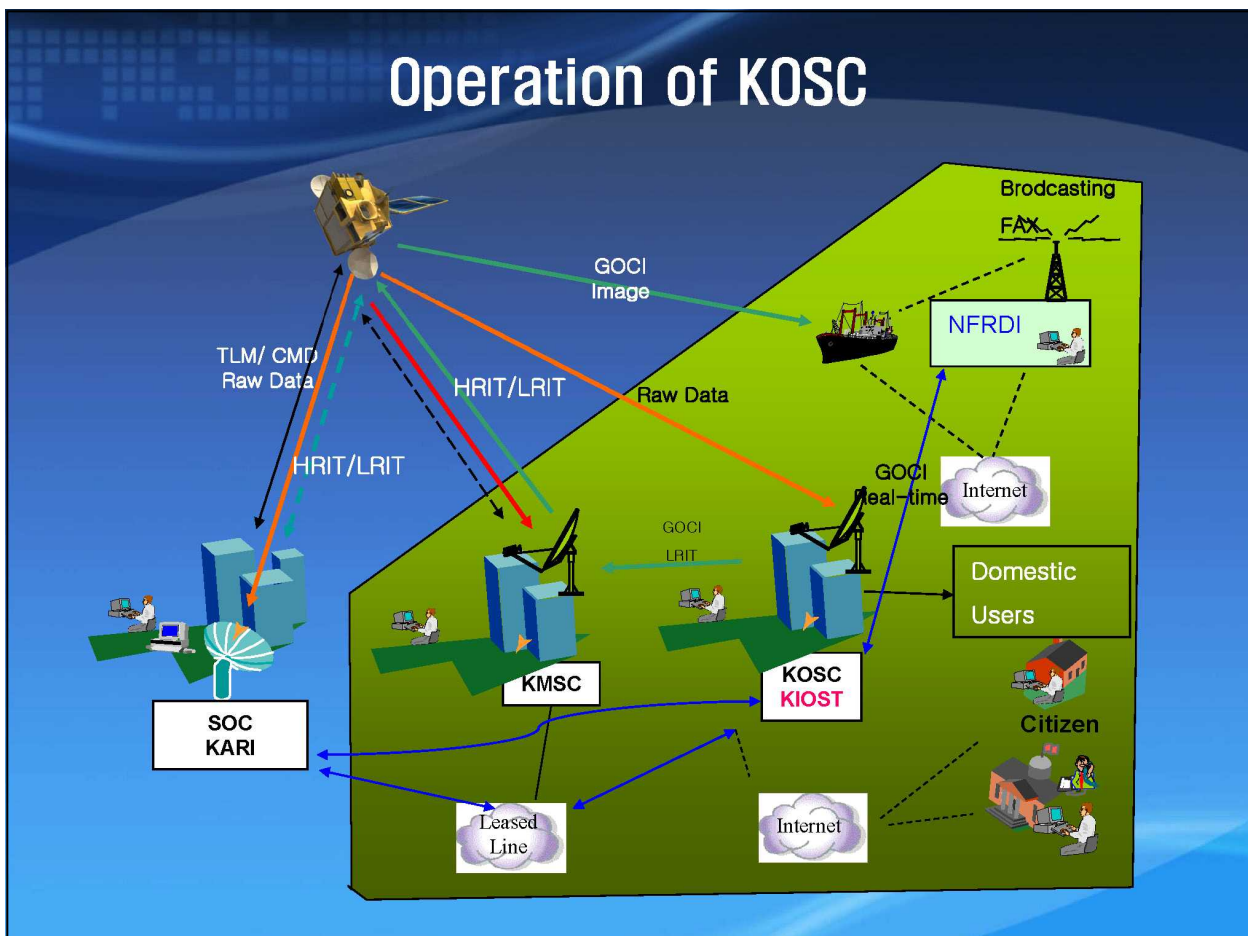 Operation of KOSC
Brodcasting
FAX
GOCI
Image
NFRDI
TLM/ CMD
Raw Data
HRIT/LRIT
Raw Data
HRIT/LRIT
GOCI
Real-time
Internet
GOCI
LRIT
Domestic
Users
KMSC
KOSC
KIOST
SOC
KARI
Citizen
Leased
Line
Internet